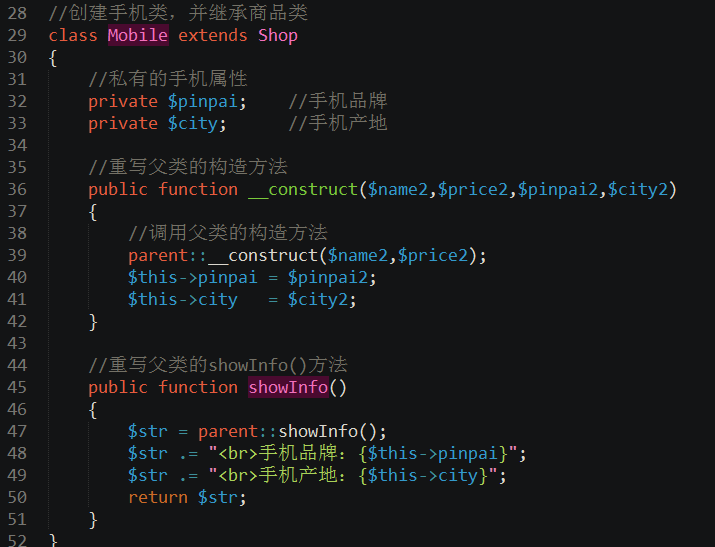 28 //创建手机类，并继承商品类
29 class Mobile extends Shop
30 {
31     //私有的手机属性
32     private $pinpai;    //手机品牌
33     private $city;      //手机产地
34
35     //重写父类的构造方法
36     public function __construct($name2,$price2,$pinpai2,$city2)
37     {
38         //调用父类的构造方法
39         parent::__construct($name2,$price2);
40         $this->pinpai = $pinpai2;
41         $this->city   = $city2;
42     }
43
44     //重写父类的showInfo()方法
45     public function showInfo()
46     {
47         $str = parent::showInfo();
48         $str .= "<br>手机品牌：{$this->pinpai}";
49         $str .= "<br>手机产地：{$this->city}";
50         return $str;
51     }
52 }